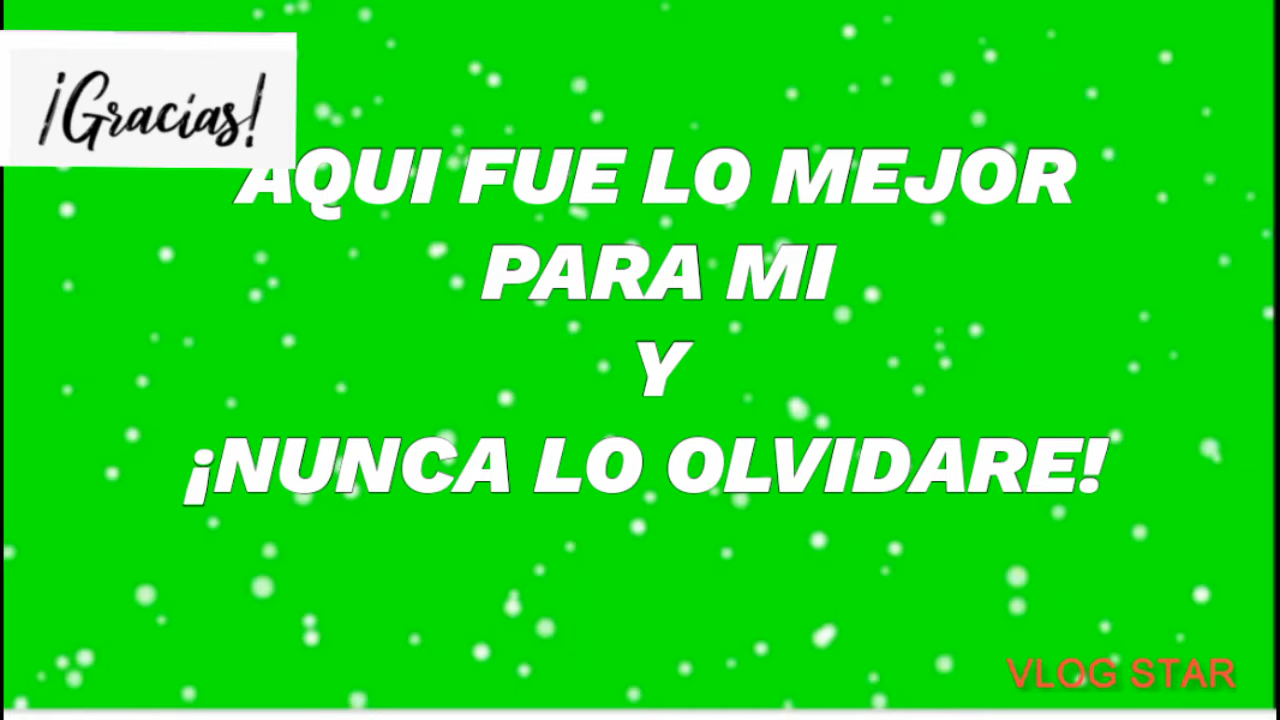 ¡Gracias!
AQUI FUE LO MEJOR
PARA MI
Y
¡NUNCA LO OLVIDARE!
VLOG STAR